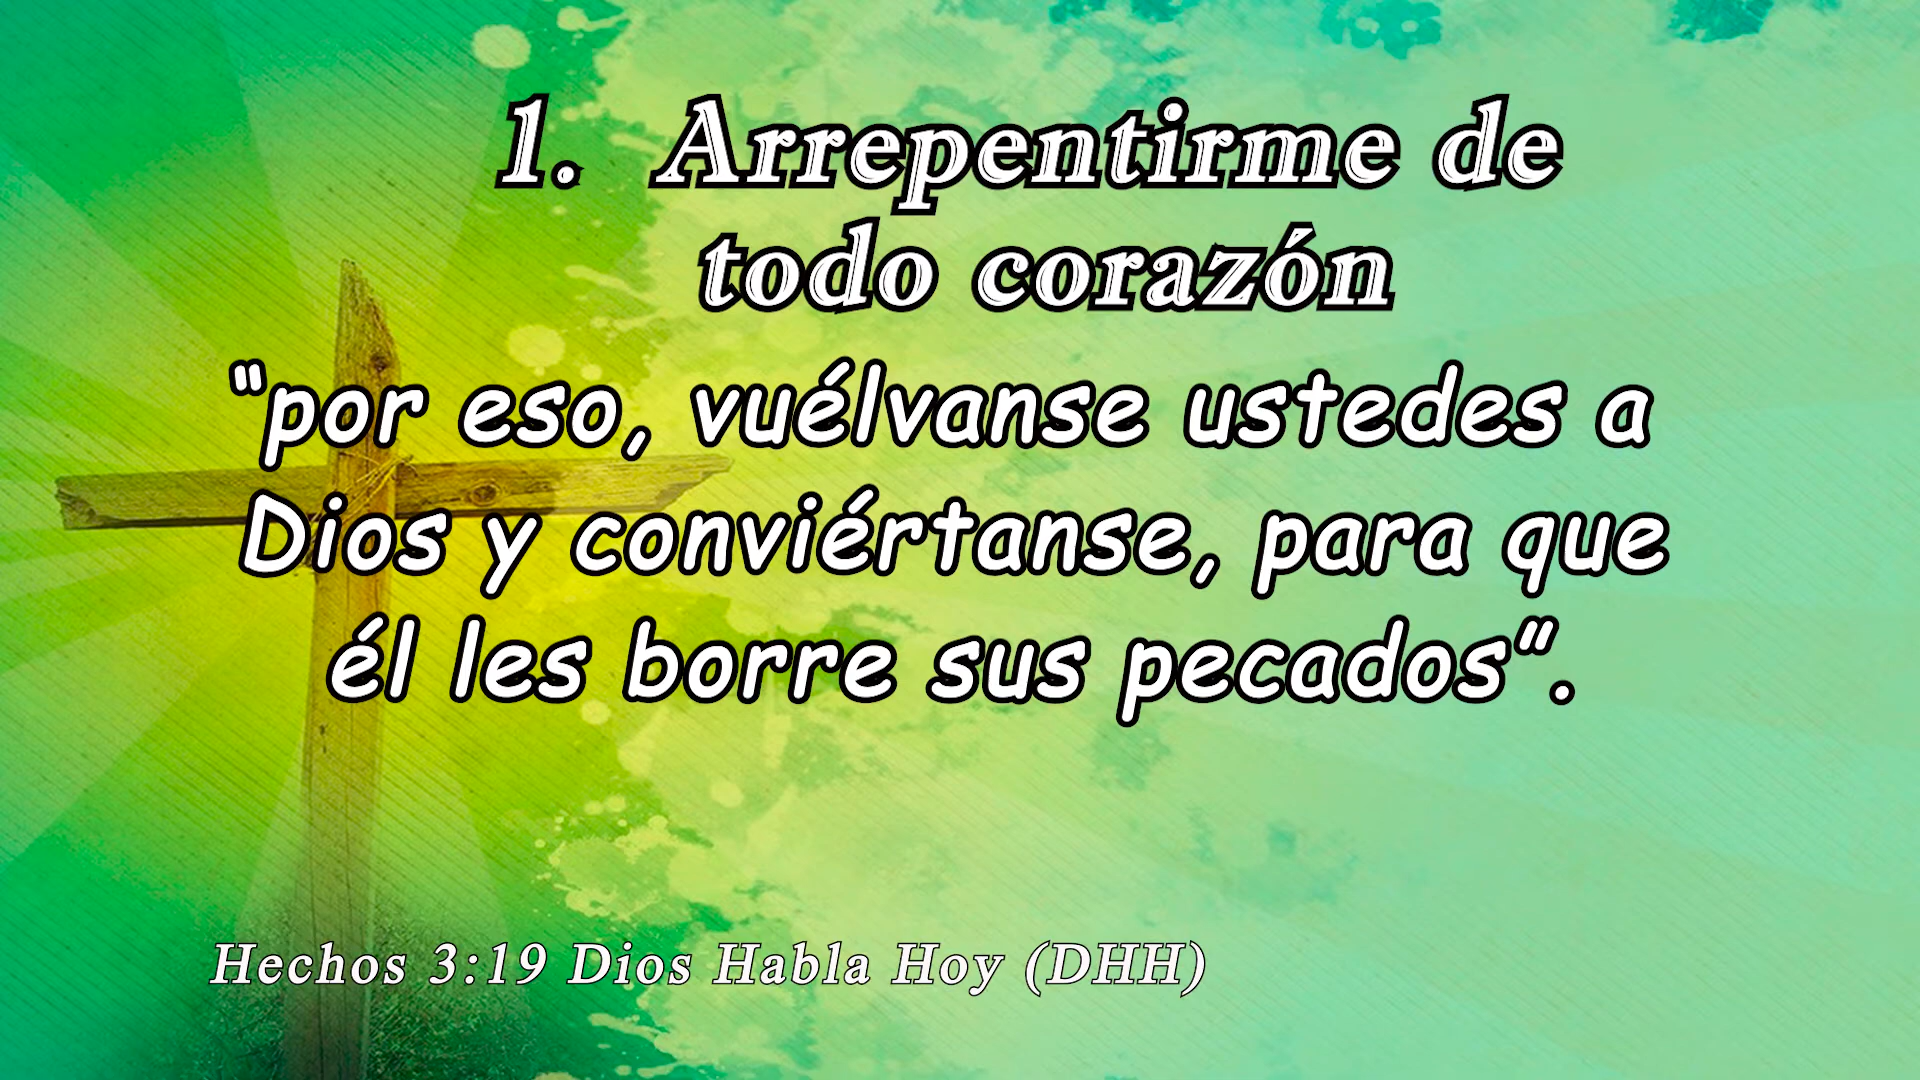 1. Arrepentirme de
todo corazón
“por eso, vuélvanse ustedes a
Dios y conviértanse, para que
él les borre sus pecados”.
Hechos 3:19 Dios Habla Hoy (DHH)